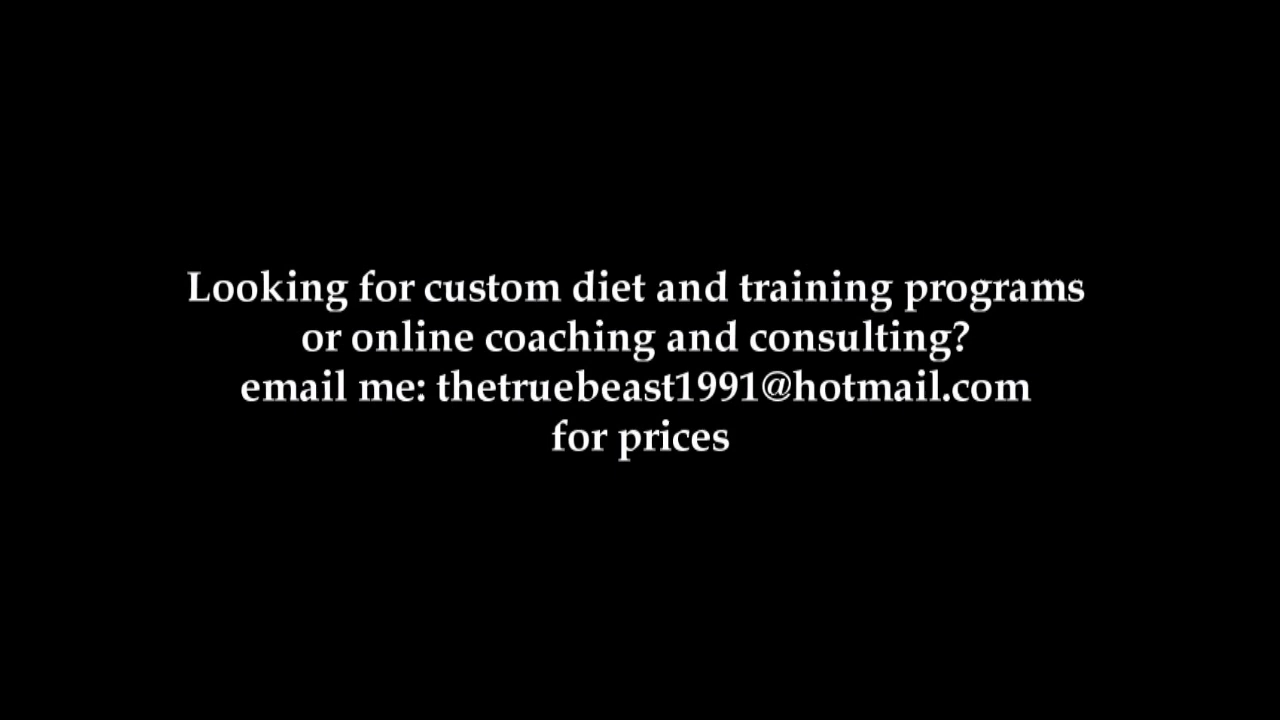 Looking for custom diet and training programs
or online coaching and consulting?
email me: thetruebeast1991@hotmail.com
for prices